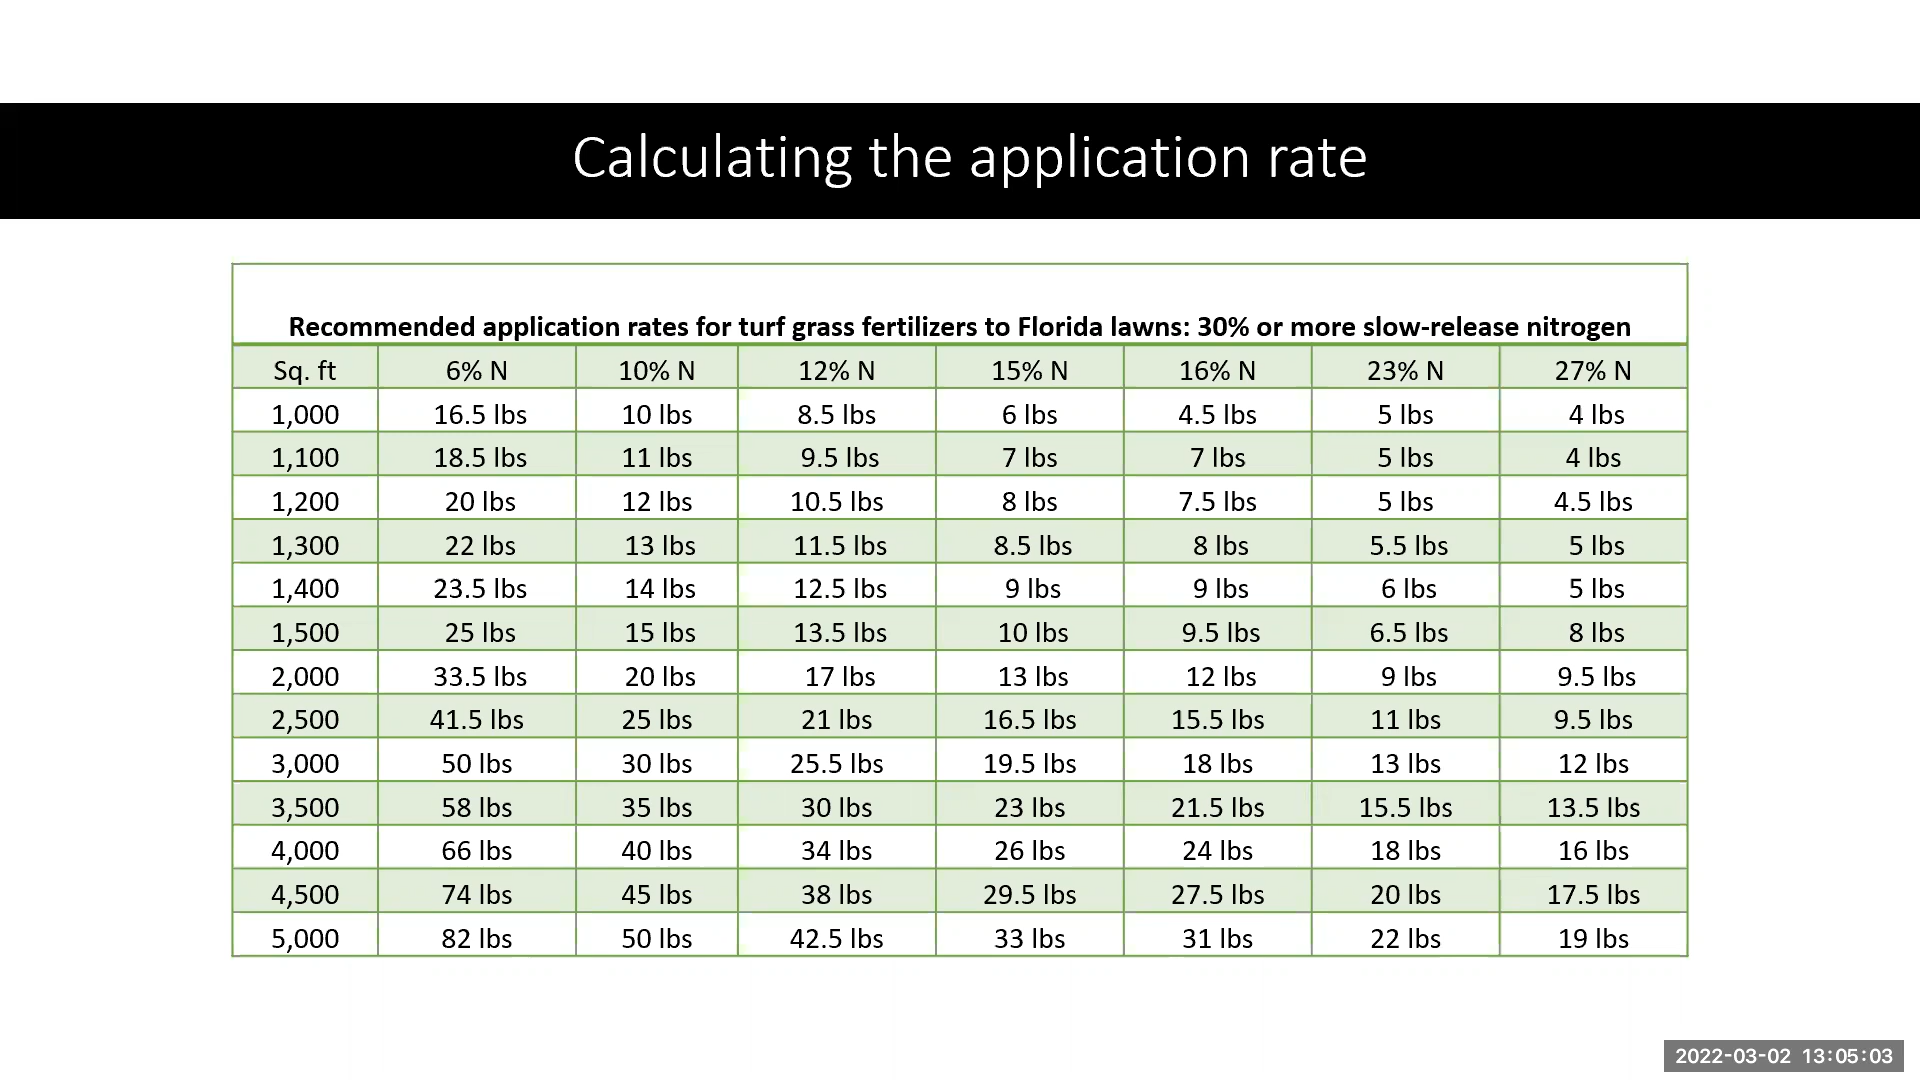 Calculating the application rate
Recommended application rates for turf grass fertilizers to Florida lawns: 30% or more slow-release nitrogen
Sq. ft 6% N 10% N 12% N 15% N 16% N 23% N 27% N
1,000 16.5 lbs 10 lbs 8.5 lbs 6 lbs 4.5 lbs 5 lbs 4 lbs
1,100 18.5 lbs 11 lbs 9.5 lbs 7 lbs 7 lbs 5 lbs 4 lbs
1,200 20 lbs 12 lbs 10.5 lbs 8 lbs 7.5 lbs 5 lbs 4.5 lbs
1,300 22 lbs 13 lbs 11.5 lbs 8.5 lbs 8 lbs 5.5 lbs 5 lbs
1,400 23.5 lbs 14 lbs 12.5 lbs 9 lbs 9 lbs 6 lbs 5 lbs
1,500 25 lbs 15 lbs 13.5 lbs 10 lbs 9.5 lbs 6.5 lbs 8 lbs
2,000 33.5 lbs 20 lbs 17 lbs 13 lbs 12 lbs 9 lbs 9.5 lbs
2,500 41.5 lbs 25 lbs 21 lbs 16.5 lbs 15.5 lbs 11 lbs 9.5 lbs
3,000 50 lbs 30 lbs 25.5 lbs 19.5 lbs 18 lbs 13 lbs 12 lbs
3,500 58 lbs 35 lbs 30 lbs 23 lbs 21.5 lbs 15.5 lbs 13.5 lbs
4,000 66 lbs 40 lbs 34 lbs 26 lbs 24 lbs 18 lbs 16 lbs
4,500 74 lbs 45 lbs 38 lbs 29.5 lbs 27.5 lbs 20 lbs 17.5 lbs
5,000 82 lbs 50 lbs 42.5 lbs 33 lbs 31 lbs 22 lbs 19 lbs
2022-03-02 13:05:03